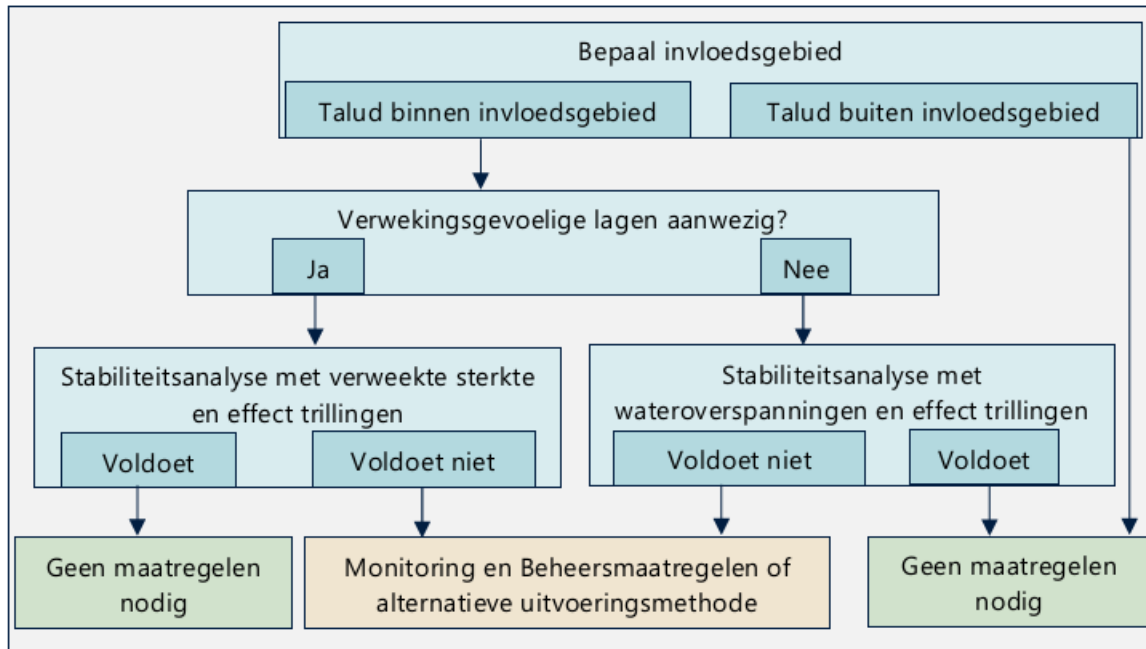 Bepaal invloedsgebied
Talud binnen invloedsgebied
Talud buiten invloedsgebied
Verwekingsgevoelige lagen aanwezig?
Ja
Nee
Stabiliteitsanalyse met verweekte sterkte
en effect trillingen
Voldoet
Voldoet niet
Stabiliteitsanalyse met
wateroverspanningen en effect trillingen
Voldoet niet
Voldoet
Geen maatregelen
nodig
Monitoring en Beheersmaatregelen of
alternatieve uitvoeringsmethode
Geen maatregelen
nodig